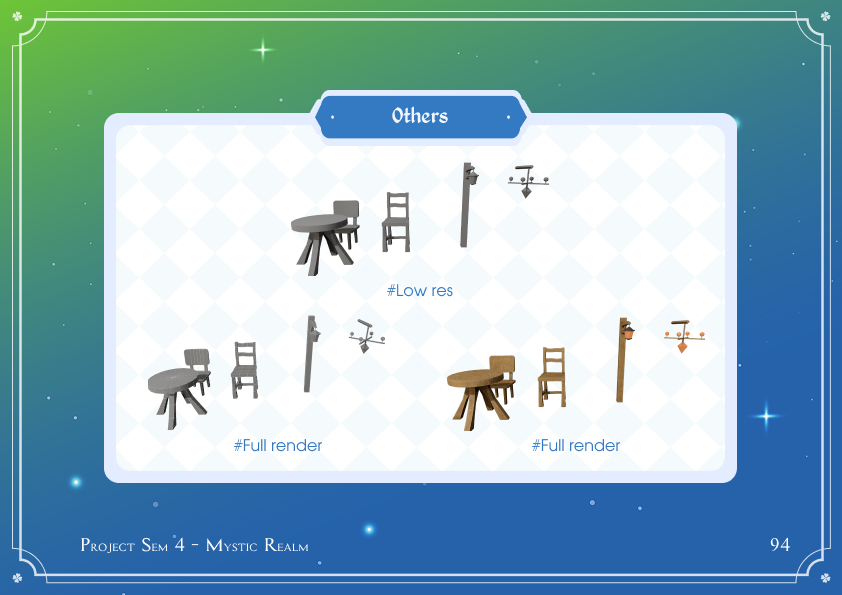 Others
#Low res
#Full render
#Full render
Project Sem 4 - Mystic Realm
94